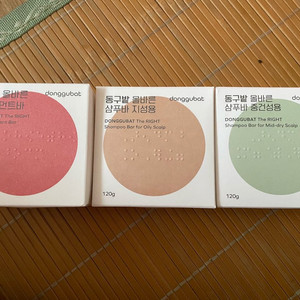 donggubat
올바른
트바
The RIGHT
동구밭 올바른
샴푸바 지성용
donggubat
DONGGUBAT The RIGHT
Shampoo Bar for Oily Scalp
120g
동구밭 올바른
샴푸바 중건성용
donggubat
DONGGUBAT The RIGHT
Shampoo Bar for Mid-dry Scalp
120g